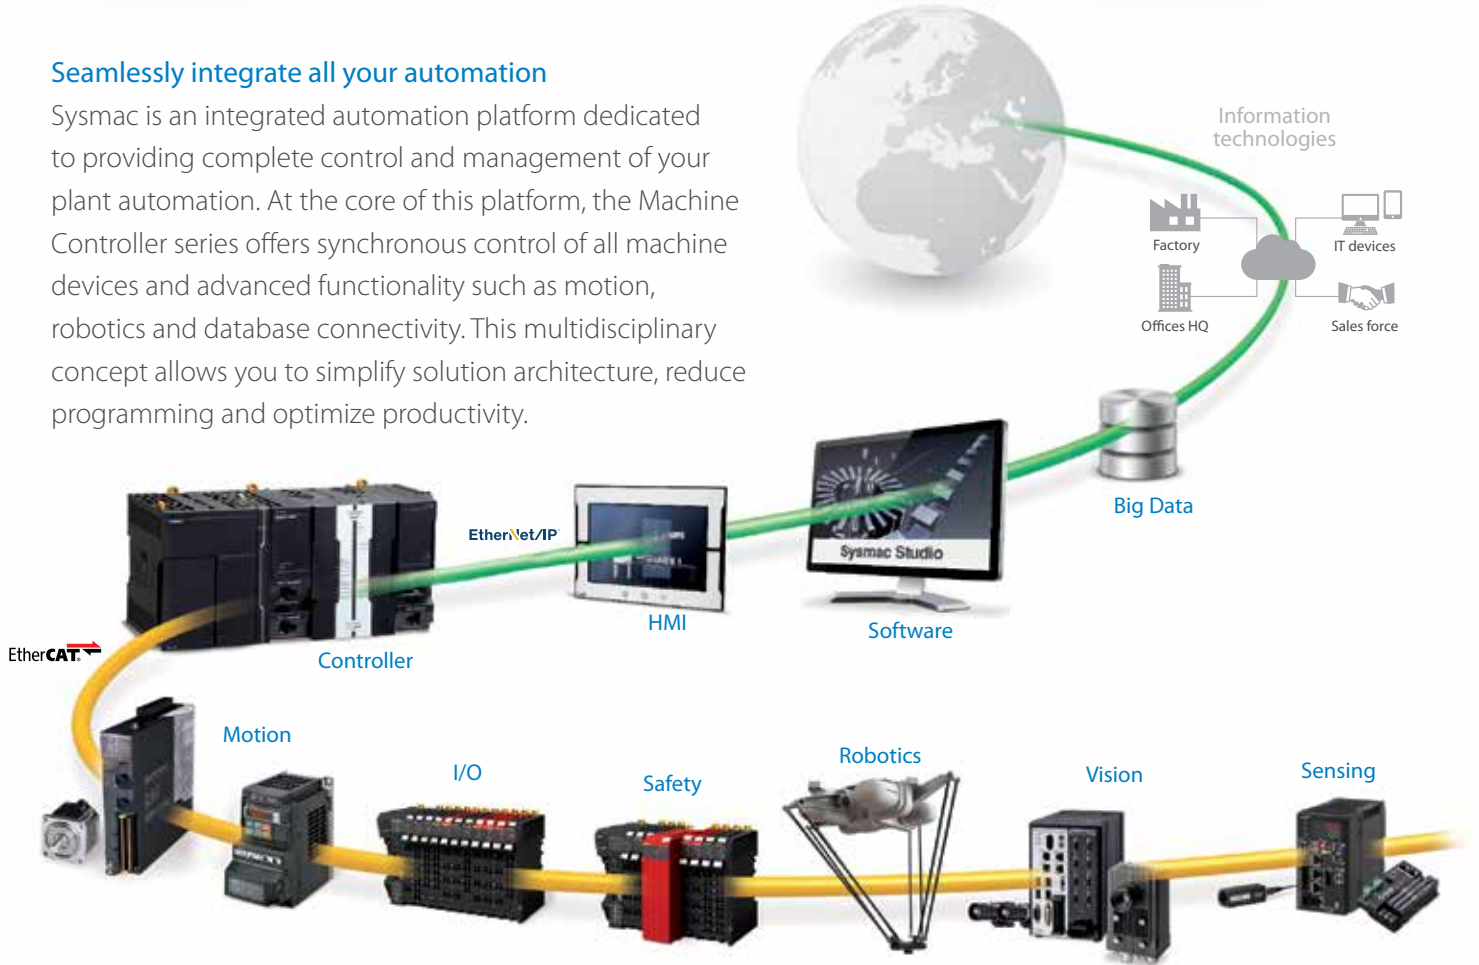 Seamlessly integrate all your automation
Sysmac is an integrated automation platform dedicated
to providing complete control and management of your
plant automation. At the core of this platform, the Machine
Controller series offers synchronous control of all machine
devices and advanced functionality such as motion,
robotics and database connectivity. This multidisciplinary
concept allows you to simplify solution architecture, reduce
programming and optimize productivity.
Information
technologies
Factory
IT devices
Offices HQ
Sales force
Big Data
EtherNet/IP
Sysmac Studio
HMI
Software
EtherCAT
Controller
Motion
I/O
Safety
Robotics
Vision
Sensing